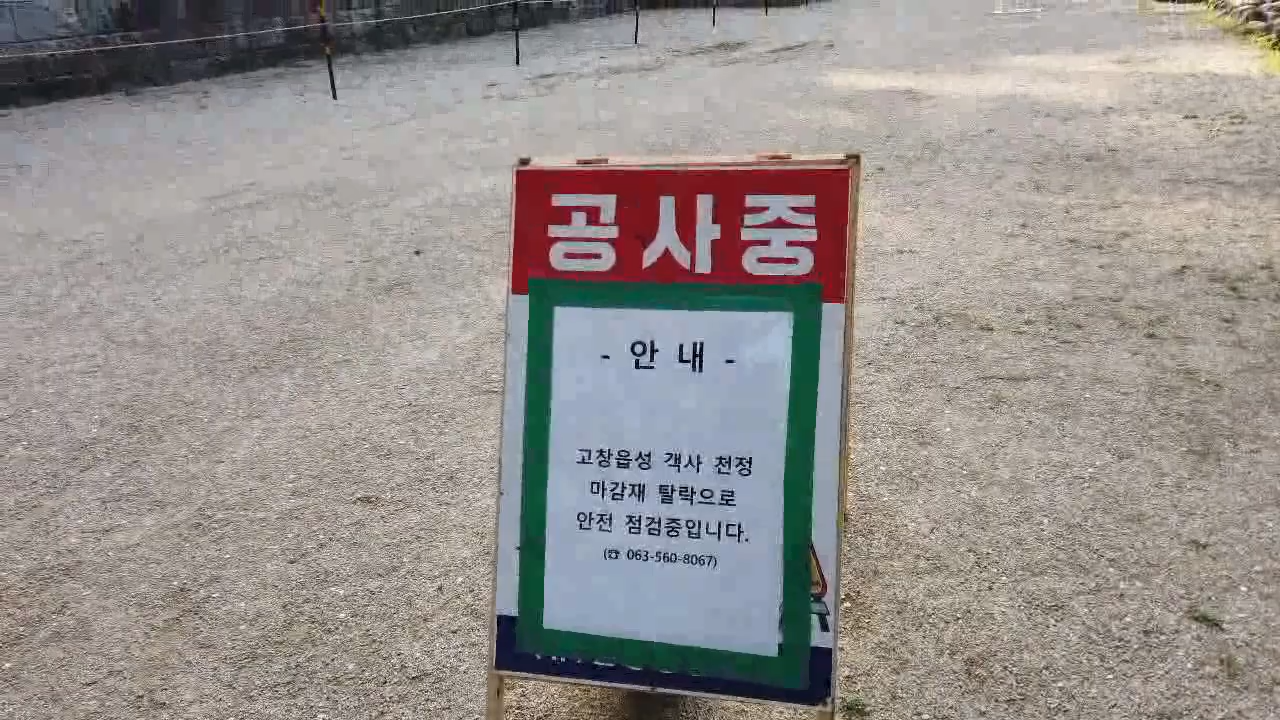 공사중
- 안 내 -
고창읍성 객사 천정
마감재 탈락으로
안전 점검중입니다.
(☎ 063-560-8067)